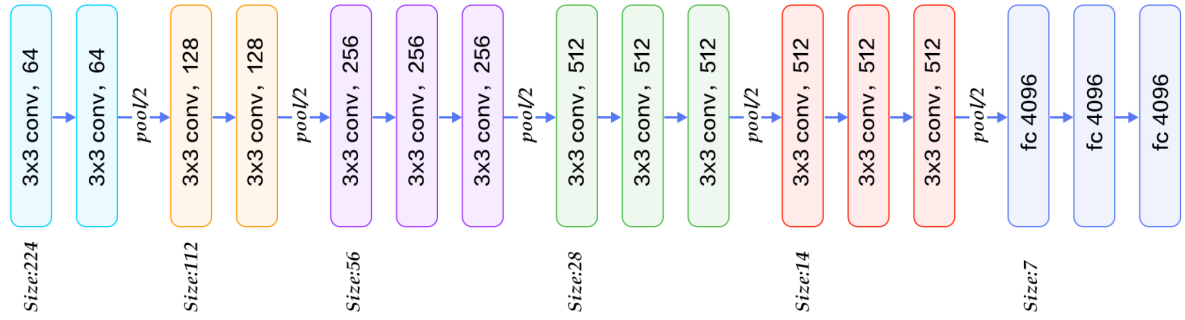 3x3 conv, 64
3x3 conv, 64
pool/2
3x3 conv, 128
3x3 conv, 128
pool/2
3x3 conv, 256
3x3 conv, 256
3x3 conv, 256
pool/2
3x3 conv, 512
3x3 conv, 512
3x3 conv, 512
pool/2
3x3 conv, 512
3x3 conv, 512
3x3 conv, 512
pool/2
fc 4096
fc 4096
fc 4096
Size:224
Size:112
Size:56
Size:28
Size:14
Size:7